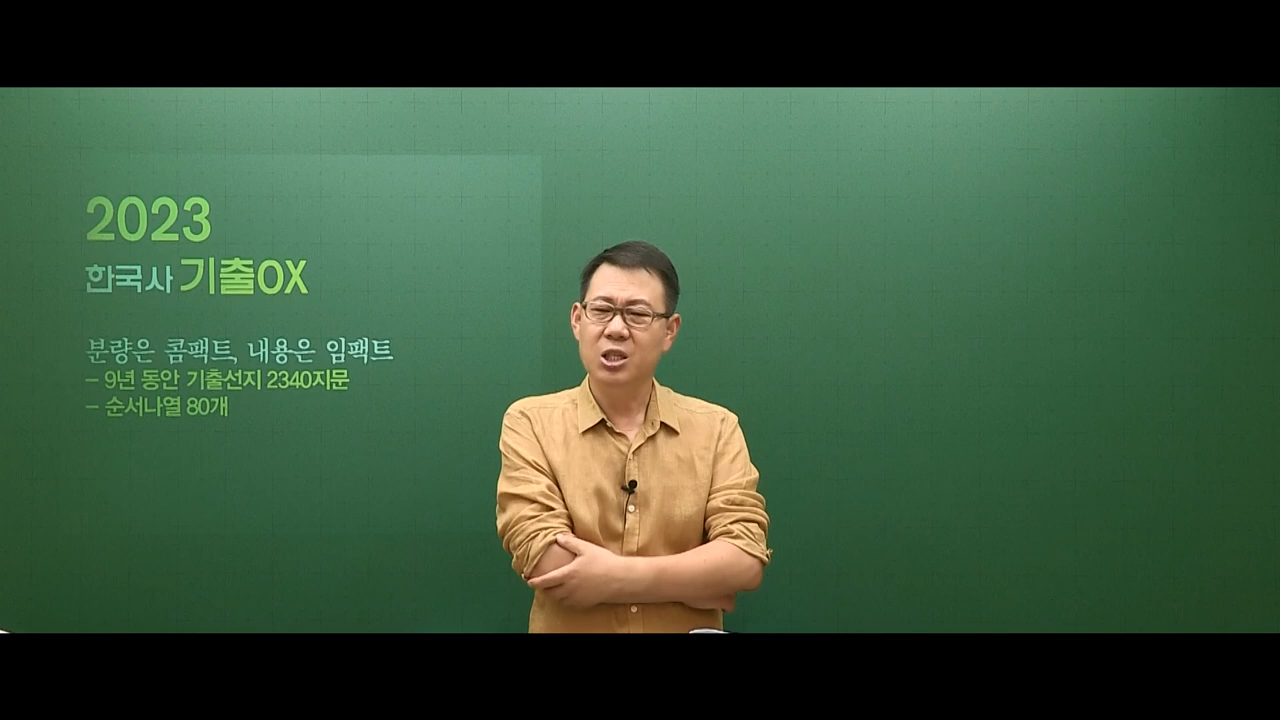 2023
한국사 기출OX
분량은 콤팩트, 내용은 임팩트
- 9년 동안 기출선지 2340지문
- 순서나열 80개